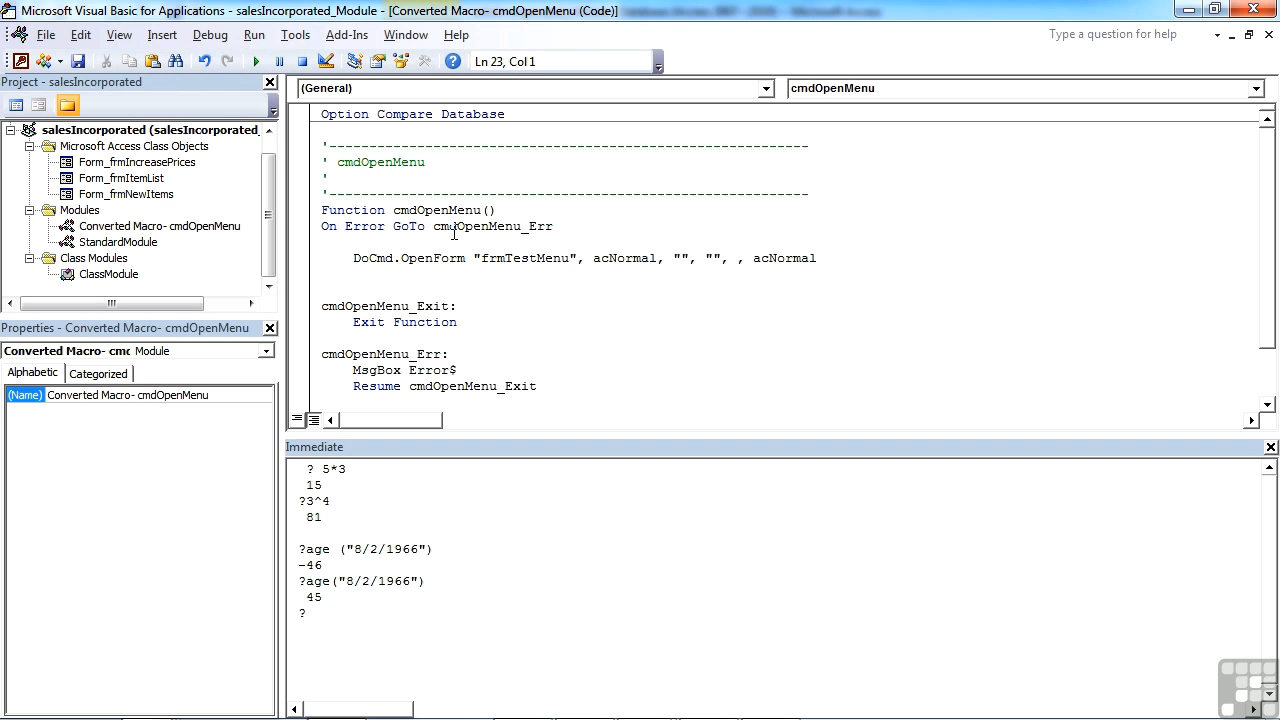 Microsoft Visual Basic for Applications - salesIncorporated_Module - [Converted Macro- cmdOpenMenu (Code)]
File Edit View Insert Debug Run Tools Add-Ins Window Help
Type a question for help
Ln 23, Col 1
Project - salesIncorporated
salesIncorporated (salesIncorporated_
Microsoft Access Class Objects
Form_frmIncreasePrices
Form_frmItemList
Form_frmNewItems
Modules
Converted Macro- cmdOpenMenu
StandardModule
Class Modules
ClassModule
Properties - Converted Macro- cmdOpenMenu
Converted Macro- cmc Module
Alphabetic Categorized
(Name) Converted Macro- cmdOpenMenu
(General) cmdOpenMenu
Option Compare Database
'------------------------------------------------------------
' cmdOpenMenu
'
'------------------------------------------------------------
Function cmdOpenMenu()
On Error GoTo cmdOpenMenu_Err
DoCmd.OpenForm "frmTestMenu", acNormal, "", "", , acNormal
cmdOpenMenu_Exit:
Exit Function
cmdOpenMenu_Err:
MsgBox Error$
Resume cmdOpenMenu_Exit
Immediate
? 5*3
15
?3^4
81
?age ("8/2/1966")
-46
?age("8/2/1966")
45
?